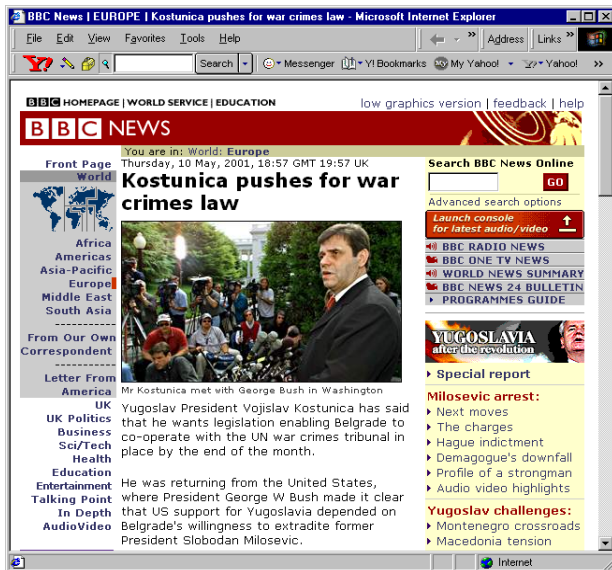 BBC News | EUROPE | Kostunica pushes for war crimes law - Microsoft Internet Explorer
File Edit View Favorites Tools Help
Address Links »
Y! Search Messenger Y! Bookmarks My Yahoo! Yahoo! »
BBC HOMEPAGE | WORLD SERVICE | EDUCATION
low graphics version | feedback | help
BBC NEWS
You are in: World: Europe
Front Page
World
Africa
Americas
Asia-Pacific
Europe
Middle East
South Asia
--------------
From Our Own
Correspondent
--------------
Letter From
America
UK
UK Politics
Business
Sci/Tech
Health
Education
Entertainment
Talking Point
In Depth
AudioVideo
Thursday, 10 May, 2001, 18:57 GMT 19:57 UK
Kostunica pushes for war
crimes law
Mr Kostunica met with George Bush in Washington
Yugoslav President Vojislav Kostunica has said
that he wants legislation enabling Belgrade to
co-operate with the UN war crimes tribunal in
place by the end of the month.
He was returning from the United States,
where President George W Bush made it clear
that US support for Yugoslavia depended on
Belgrade's willingness to extradite former
President Slobodan Milosevic.
Search BBC News Online
GO
Advanced search options
Launch console
for latest audio/video
BBC RADIO NEWS
BBC ONE TV NEWS
WORLD NEWS SUMMARY
BBC NEWS 24 BULLETIN
PROGRAMMES GUIDE
YUGOSLAVIA
after the revolution
Special report
Milosevic arrest:
Next moves
The charges
Hague indictment
Demagogue's downfall
Profile of a strongman
Audio video highlights
Yugoslav challenges:
Montenegro crossroads
Macedonia tension
Internet